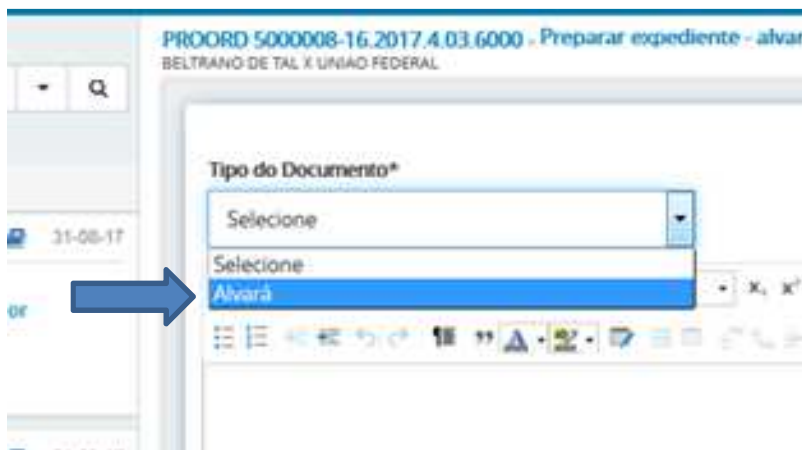 PROORD 5000008-16.2017.4.03.6000 - Preparar expediente - alvar
BELTRANO DE TAL X UNIAO FEDERAL
Tipo do Documento*
Selecione
31-08-17
Selecione
Alvará
or